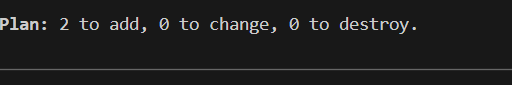 Plan: 2 to add, 0 to change, 0 to destroy.